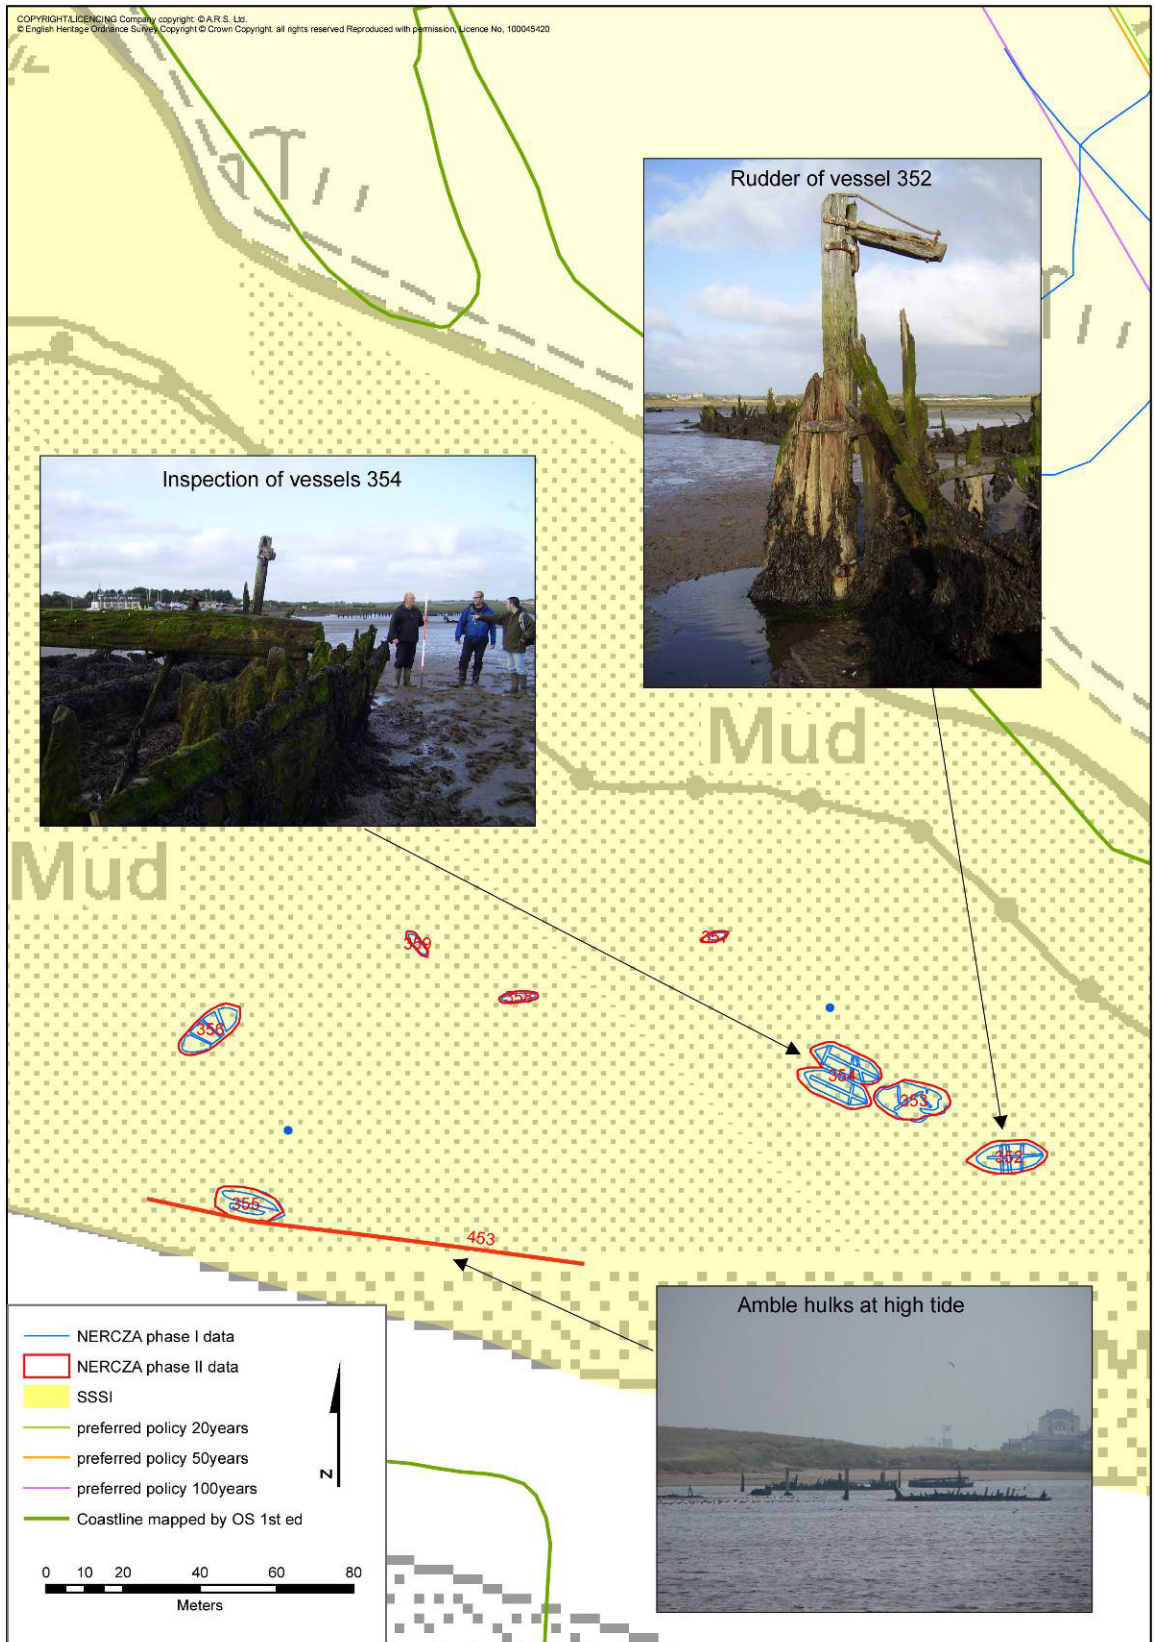 COPYRIGHT/LICENCING Company copyright: © A.R.S. Ltd.
© English Heritage Ordnance Survey Copyright © Crown Copyright. all rights reserved Reproduced with permission, Licence No, 100045420
Rudder of vessel 352
Inspection of vessels 354
Mud
Mud
359
357
358
356
354
353
352
355
453
Amble hulks at high tide
NERCZA phase I data
NERCZA phase II data
SSSI
preferred policy 20years
preferred policy 50years
preferred policy 100years
Coastline mapped by OS 1st ed
N
0 10 20 40 60 80
Meters